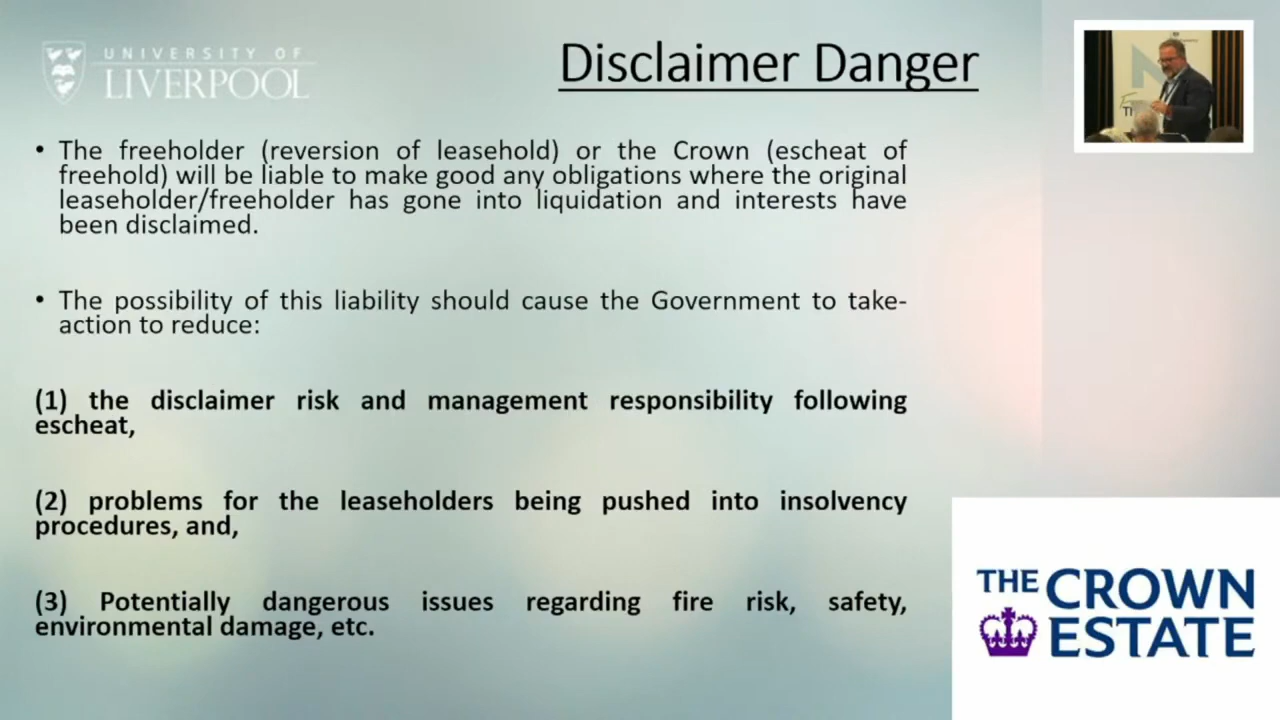 UNIVERSITY OF
LIVERPOOL
Disclaimer Danger
• The freeholder (reversion of leasehold) or the Crown (escheat of
freehold) will be liable to make good any obligations where the original
leaseholder/freeholder has gone into liquidation and interests have
been disclaimed.
• The possibility of this liability should cause the Government to take-
action to reduce:
(1) the disclaimer risk and management responsibility following
escheat,
(2) problems for the leaseholders being pushed into insolvency
procedures, and,
(3) Potentially dangerous issues regarding fire risk, safety,
environmental damage, etc.
THE CROWN
ESTATE